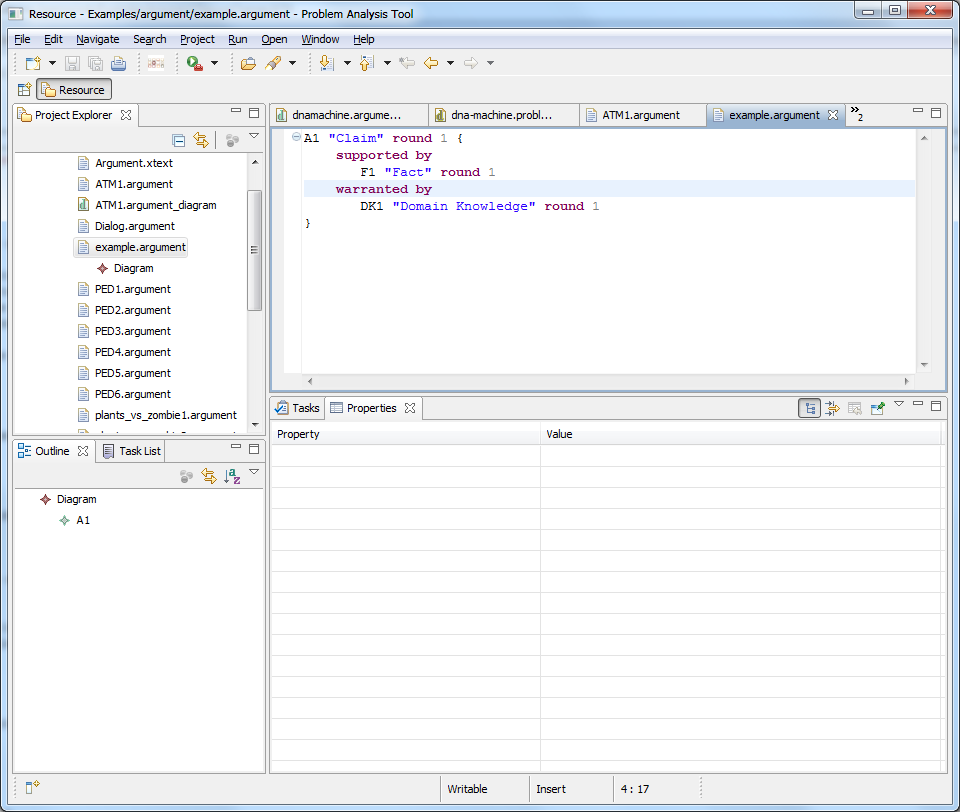 Resource - Examples/argument/example.argument - Problem Analysis Tool
File Edit Navigate Search Project Run Open Window Help
Resource
Project Explorer
Argument.xtext
ATM1.argument
ATM1.argument_diagram
Dialog.argument
example.argument
Diagram
PED1.argument
PED2.argument
PED3.argument
PED4.argument
PED5.argument
PED6.argument
plants_vs_zombie1.argument
Outline Task List
Diagram
A1
dnamachine.argume... dna-machine.probl... ATM1.argument example.argument 2
A1 "Claim" round 1 {
supported by
F1 "Fact" round 1
warranted by
DK1 "Domain Knowledge" round 1
}
Tasks Properties
Property Value
Writable Insert 4 : 17